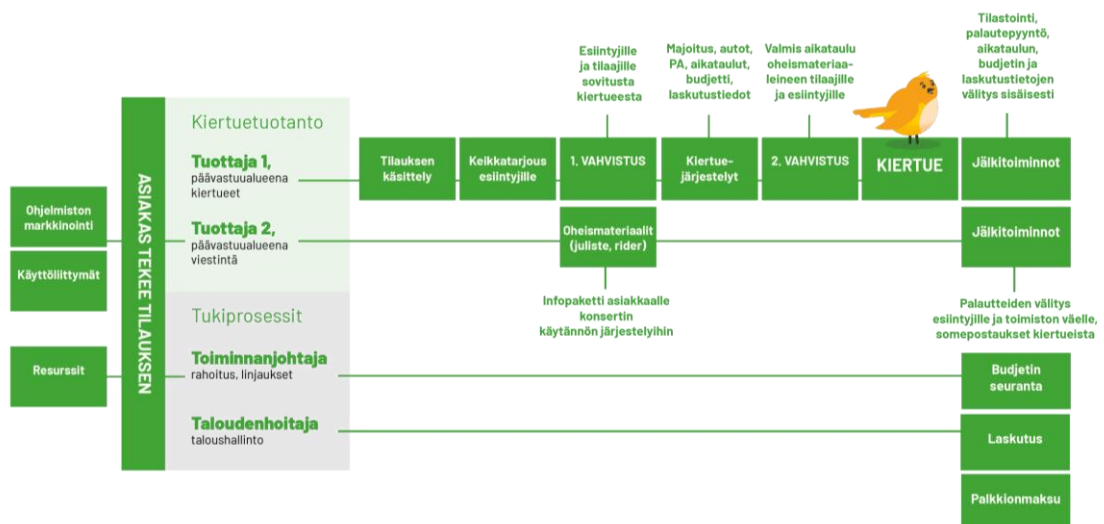 Esiintyjille
ja tilaajille
sovitusta
kiertueesta
Majoitus, autot,
PA, aikataulut,
budjetti,
laskutustiedot
Valmis aikataulu
oheismateriaa-
leineen tilaajille
ja esiintyjille
Tilastointi,
palautepyyntö,
aikataulun,
budjetin ja
laskutustietojen
välitys sisäisesti
Ohjelmiston
markkinointi
Käyttöliittymät
Resurssit
ASIAKAS TEKEE TILAUKSEN
Kiertuetuotanto
Tuottaja 1,
päävastuualueena
kiertueet
Tilauksen
käsittely
Keikkatarjous
esiintyjille
1. VAHVISTUS
Kiertue-
järjestelyt
2. VAHVISTUS
KIERTUE
Jälkitoiminnot
Tuottaja 2,
päävastuualueena
viestintä
Oheismateriaalit
(juliste, rider)
Jälkitoiminnot
Infopaketti asiakkaalle
konsertin
käytännön järjestelyihin
Palautteiden välitys
esiintyjille ja toimiston väelle,
somepostaukset kiertueista
Tukiprosessit
Toiminnanjohtaja
rahoitus, linjaukset
Budjetin
seuranta
Taloudenhoitaja
taloushallinto
Laskutus
Palkkionmaksu